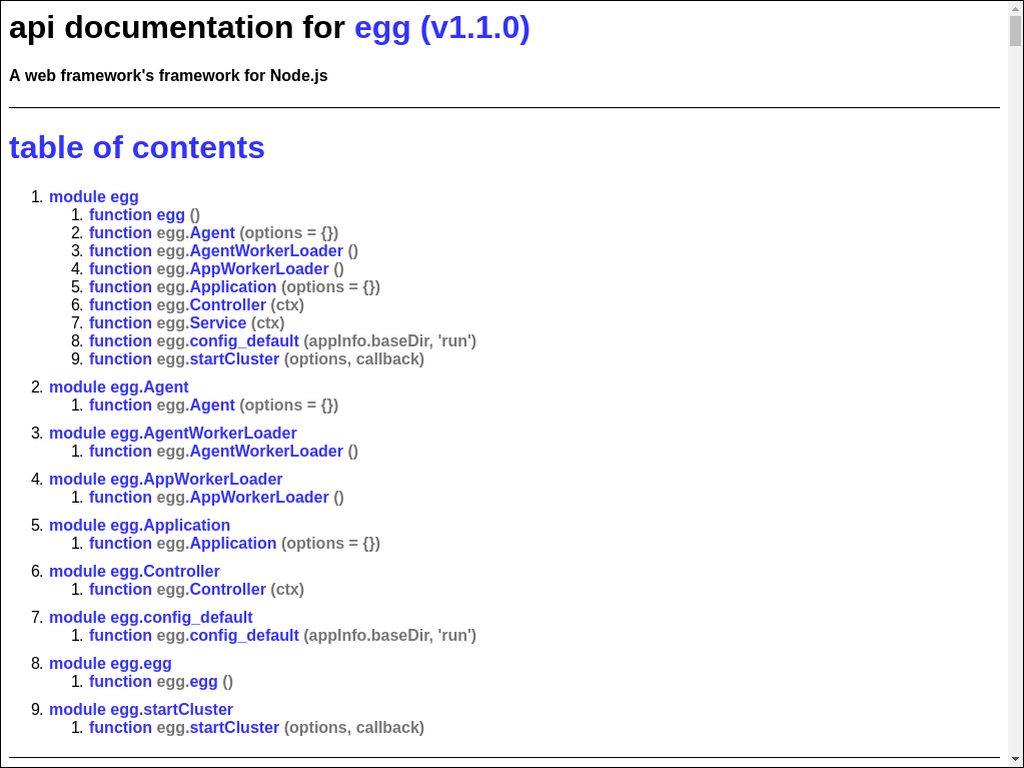 api documentation for egg (v1.1.0)
A web framework's framework for Node.js
table of contents
1. module egg
1. function egg ()
2. function egg.Agent (options = {})
3. function egg.AgentWorkerLoader ()
4. function egg.AppWorkerLoader ()
5. function egg.Application (options = {})
6. function egg.Controller (ctx)
7. function egg.Service (ctx)
8. function egg.config_default (appInfo.baseDir, 'run')
9. function egg.startCluster (options, callback)
2. module egg.Agent
1. function egg.Agent (options = {})
3. module egg.AgentWorkerLoader
1. function egg.AgentWorkerLoader ()
4. module egg.AppWorkerLoader
1. function egg.AppWorkerLoader ()
5. module egg.Application
1. function egg.Application (options = {})
6. module egg.Controller
1. function egg.Controller (ctx)
7. module egg.config_default
1. function egg.config_default (appInfo.baseDir, 'run')
8. module egg.egg
1. function egg.egg ()
9. module egg.startCluster
1. function egg.startCluster (options, callback)